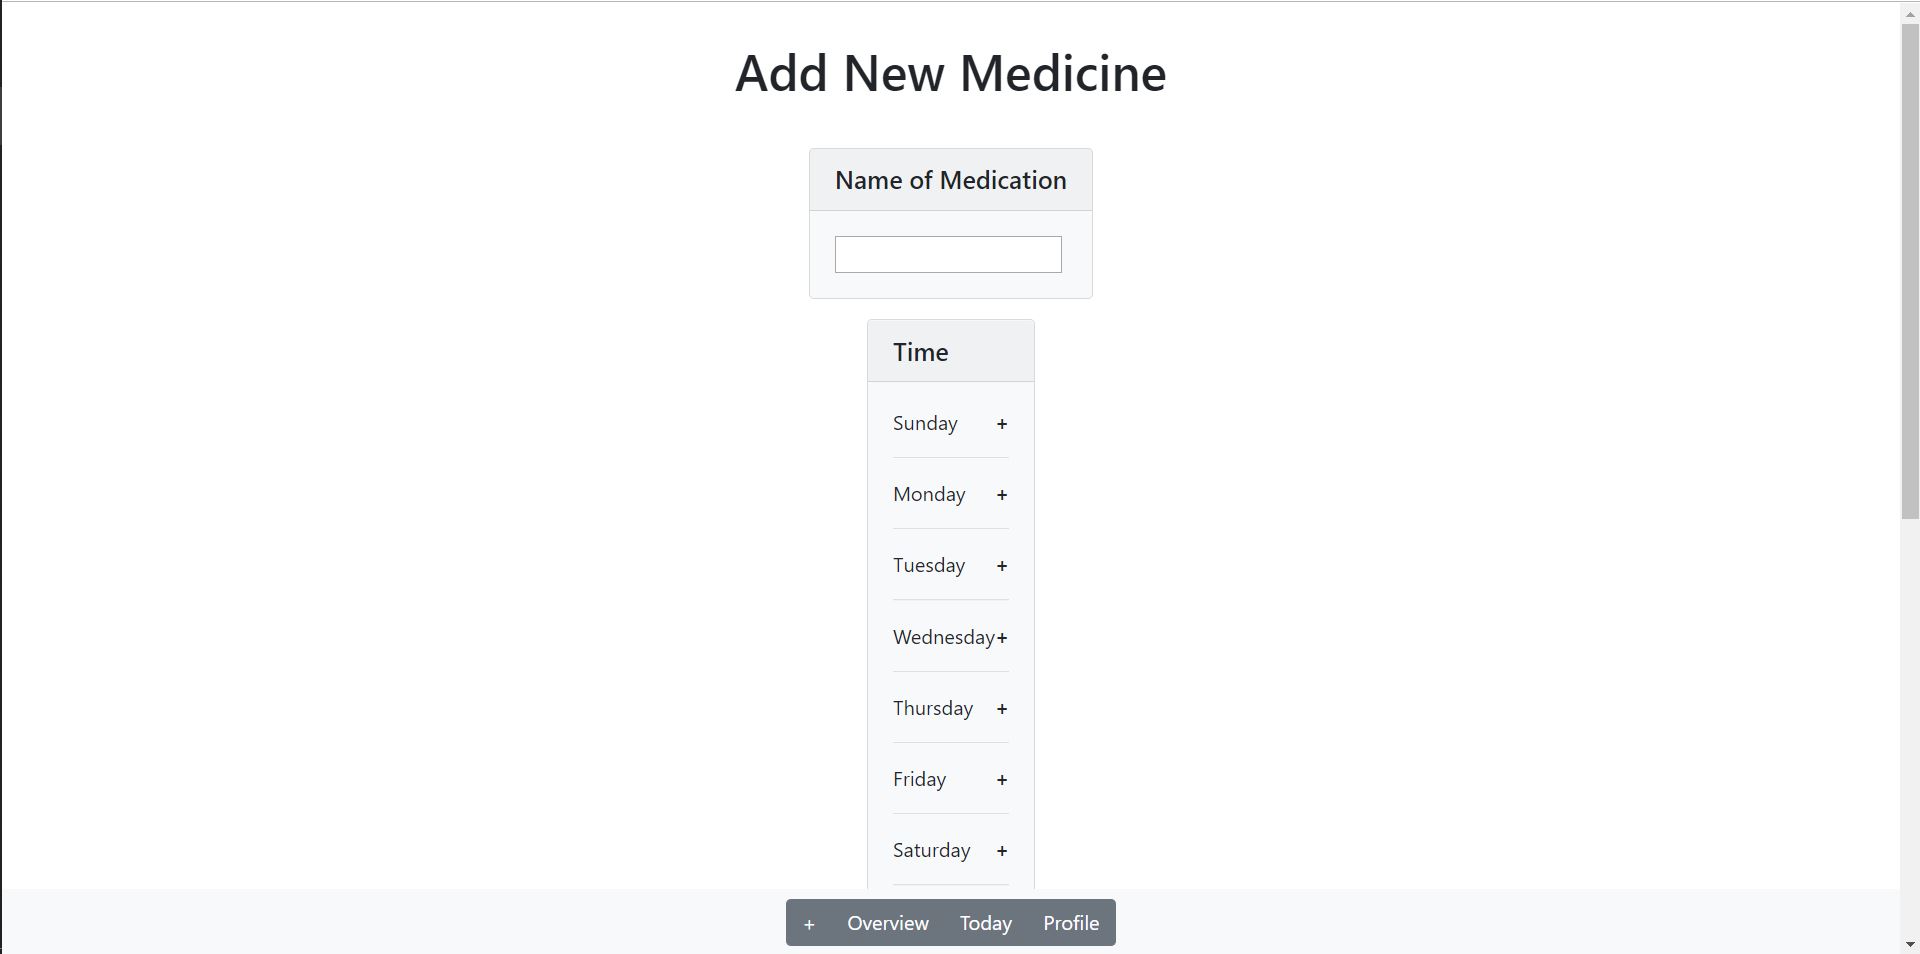 Add New Medicine
Name of Medication
Time
Sunday +
Monday +
Tuesday +
Wednesday+
Thursday +
Friday +
Saturday +
+ Overview Today Profile